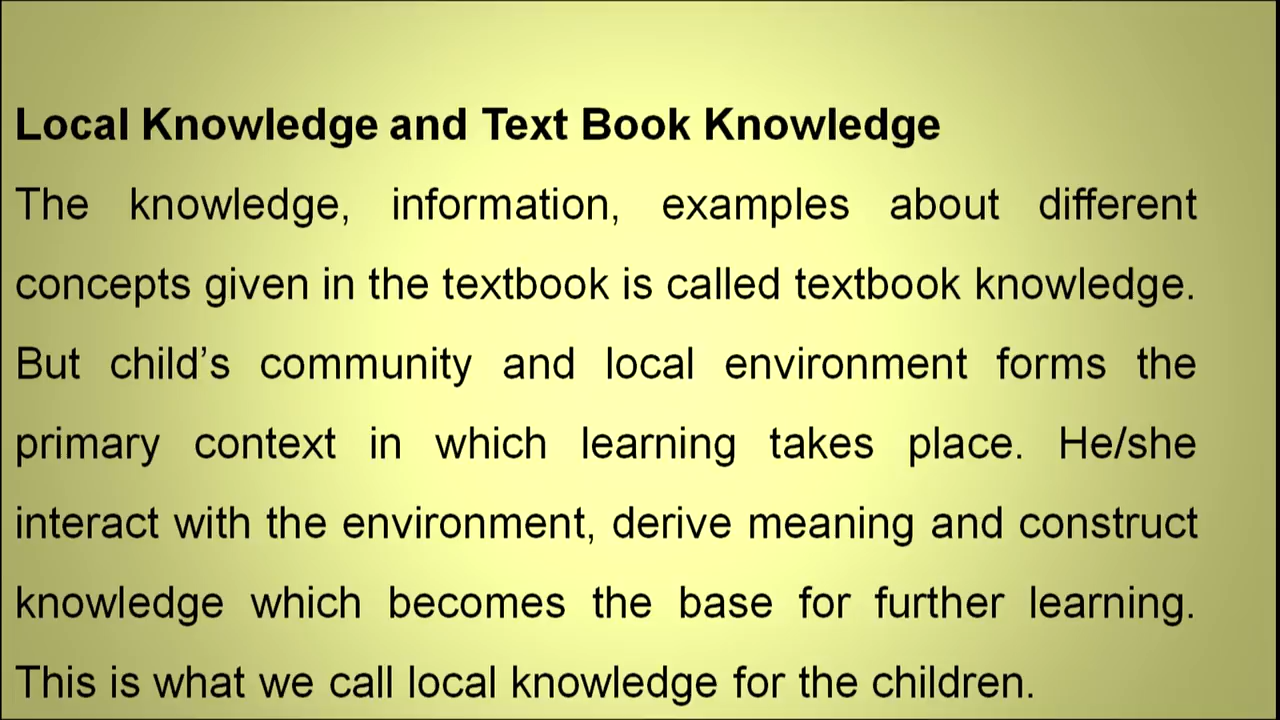 Local Knowledge and Text Book Knowledge
The knowledge, information, examples about different
concepts given in the textbook is called textbook knowledge.
But child’s community and local environment forms the
primary context in which learning takes place. He/she
interact with the environment, derive meaning and construct
knowledge which becomes the base for further learning.
This is what we call local knowledge for the children.